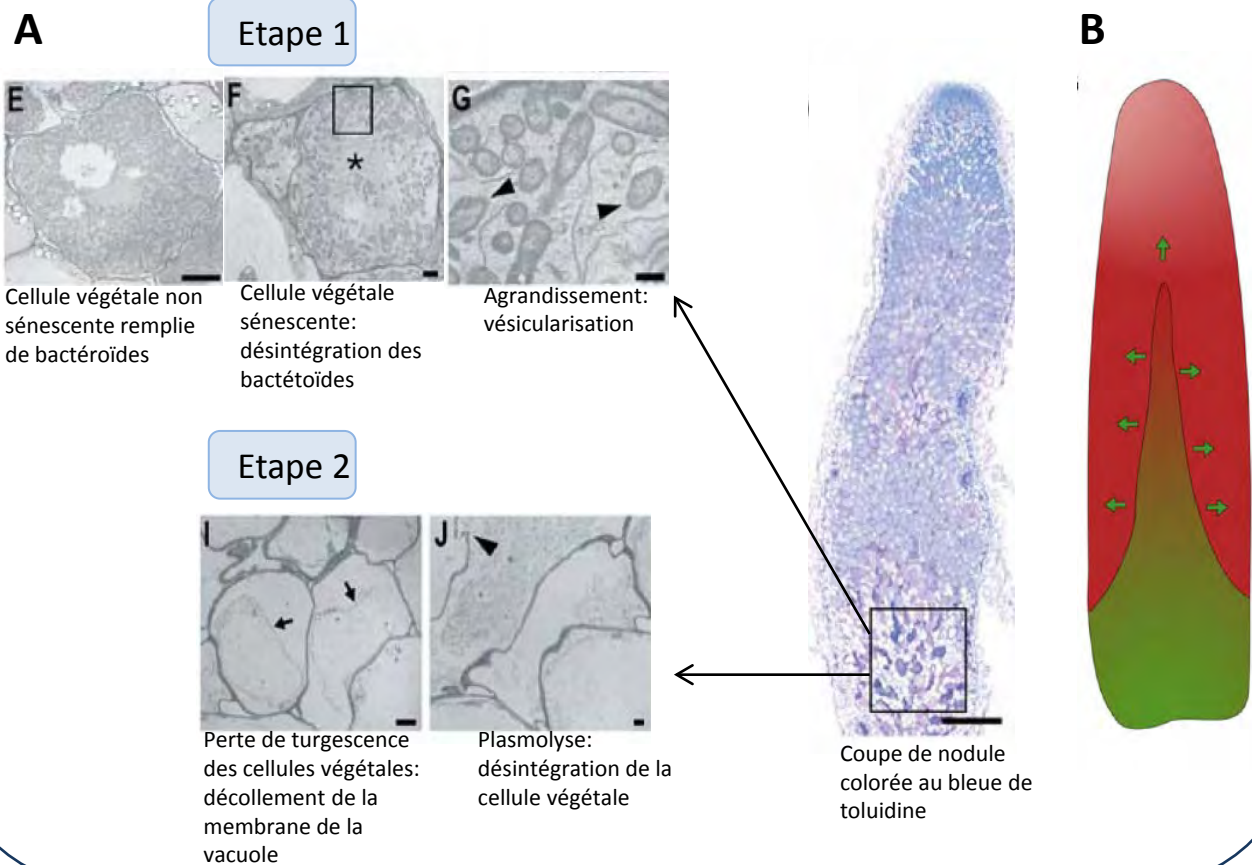 A
Etape 1
B
E
F
*
G
Cellule végétale non
sénescente remplie
de bactéroïdes
Cellule végétale
sénescente:
désintégration des
bactétoïdes
Agrandissement:
vésicularisation
Etape 2
I
J
Perte de turgescence
des cellules végétales:
décollement de la
membrane de la
vacuole
Plasmolyse:
désintégration de la
cellule végétale
Coupe de nodule
colorée au bleue de
toluidine